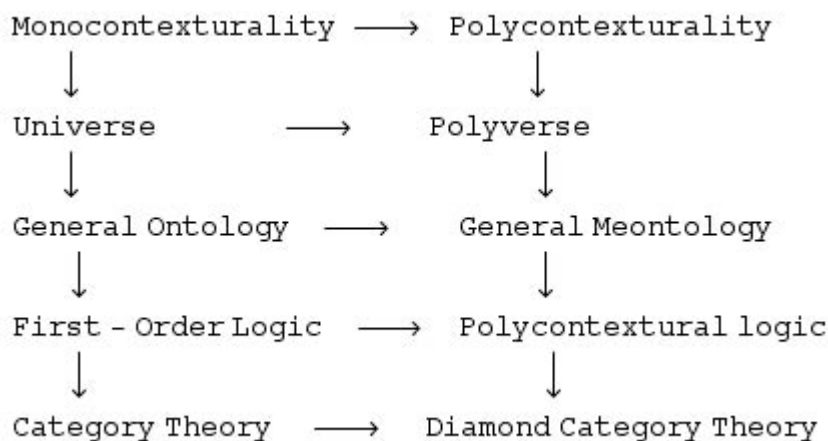 Monocontexturality ⟶ Polycontexturality
↓ ↓
Universe ⟶ Polyverse
↓ ↓
General Ontology ⟶ General Meontology
↓ ↓
First - Order Logic ⟶ Polycontextural logic
↓ ↓
Category Theory ⟶ Diamond Category Theory